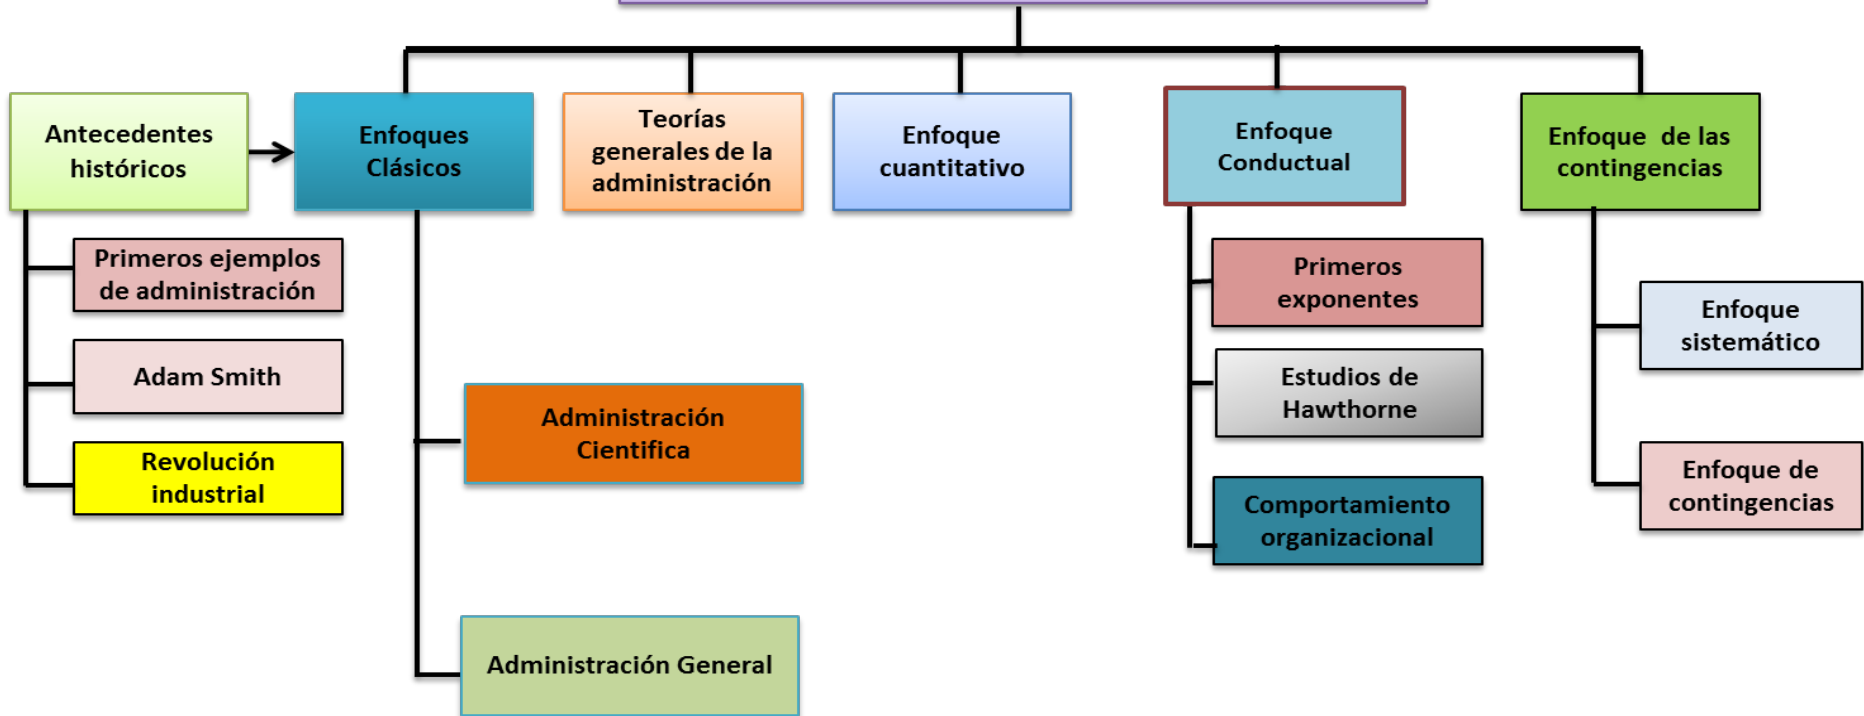 Antecedentes
históricos
Enfoques
Clásicos
Teorías
generales de la
administración
Enfoque
cuantitativo
Enfoque
Conductual
Enfoque de las
contingencias
Primeros ejemplos
de administración
Adam Smith
Revolución
industrial
Administración
Cientifica
Administración General
Primeros
exponentes
Estudios de
Hawthorne
Comportamiento
organizacional
Enfoque
sistemático
Enfoque de
contingencias